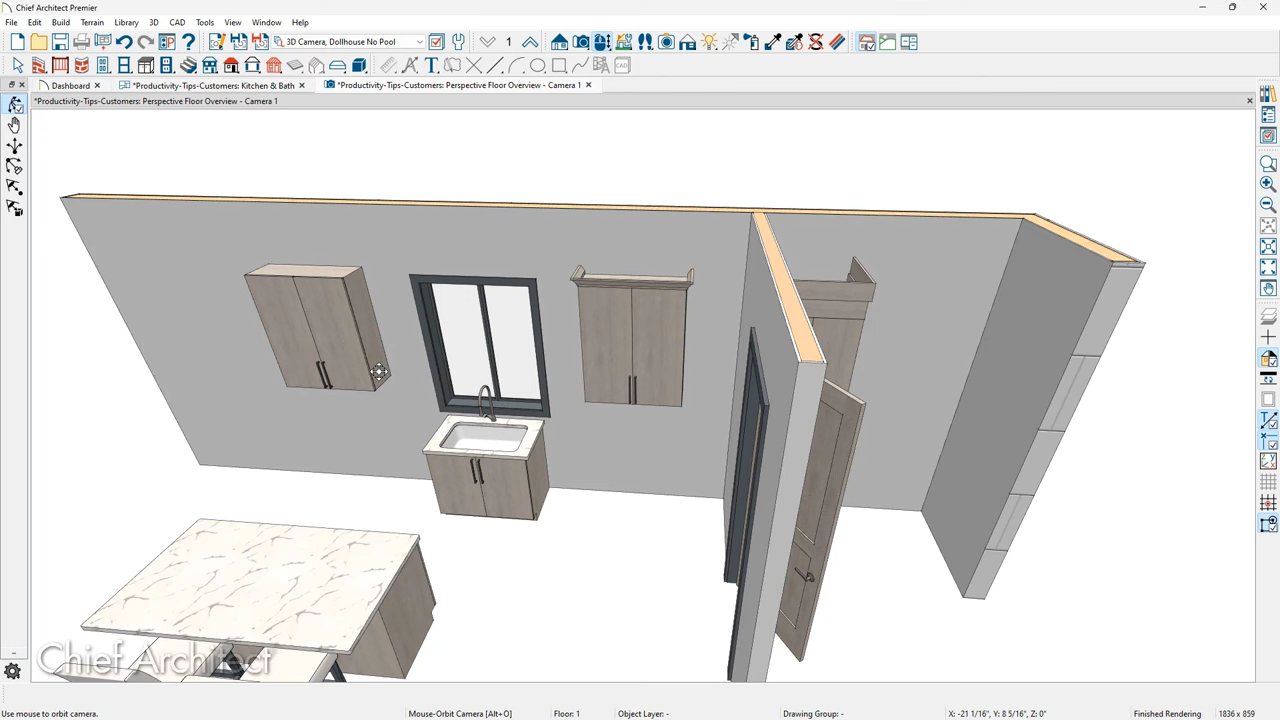 Chief Architect Premier
File Edit Build Terrain Library 3D CAD Tools View Window Help
3D Camera, Dollhouse No Pool
1
Dashboard
*Productivity-Tips-Customers: Kitchen & Bath
*Productivity-Tips-Customers: Perspective Floor Overview - Camera 1
*Productivity-Tips-Customers: Perspective Floor Overview - Camera 1
Chief Architect
Use mouse to orbit camera. Mouse-Orbit Camera [Alt+O] Floor: 1 Object Layer: - Drawing Group: - X: -21 1/16", Y: 8 5/16", Z: 0" Finished Rendering 1836 x 859